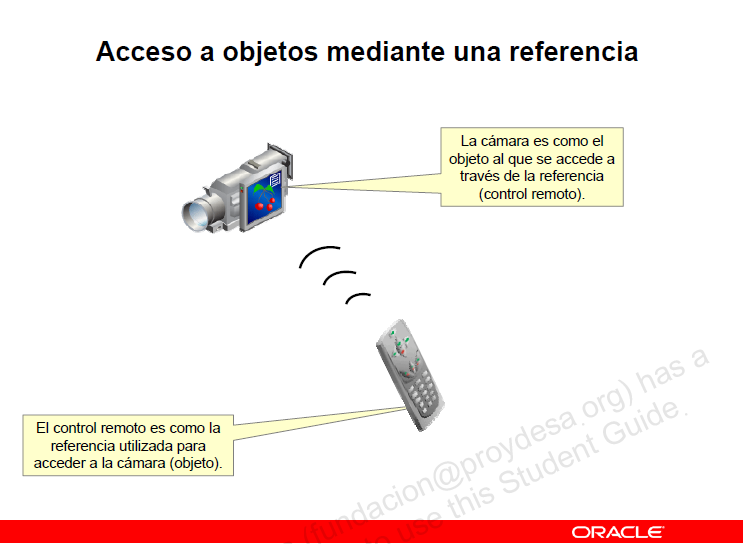 Acceso a objetos mediante una referencia
La cámara es como el
objeto al que se accede a
través de la referencia
(control remoto).
El control remoto es como la
referencia utilizada para
acceder a la cámara (objeto).
(fundacion@proydesa.org) has a
to use this Student Guide.
ORACLE